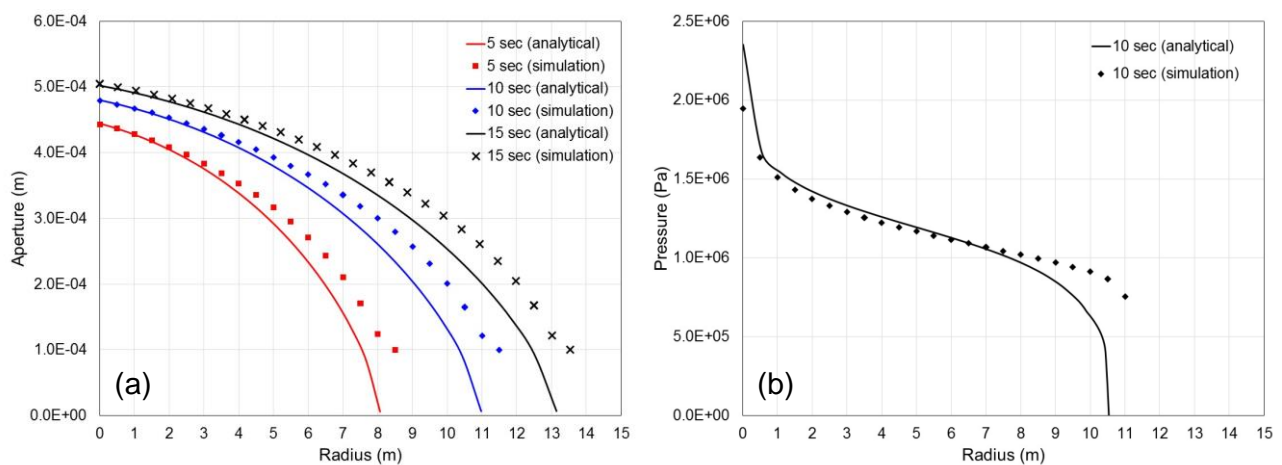 6.0E-04
5.0E-04
4.0E-04
3.0E-04
2.0E-04
1.0E-04
0.0E+00
Aperture (m)
5 sec (analytical)
5 sec (simulation)
10 sec (analytical)
10 sec (simulation)
15 sec (analytical)
15 sec (simulation)
(a)
0 1 2 3 4 5 6 7 8 9 10 11 12 13 14 15
Radius (m)
2.5E+06
2.0E+06
1.5E+06
1.0E+06
5.0E+05
0.0E+00
Pressure (Pa)
10 sec (analytical)
10 sec (simulation)
(b)
0 1 2 3 4 5 6 7 8 9 10 11 12 13 14 15
Radius (m)